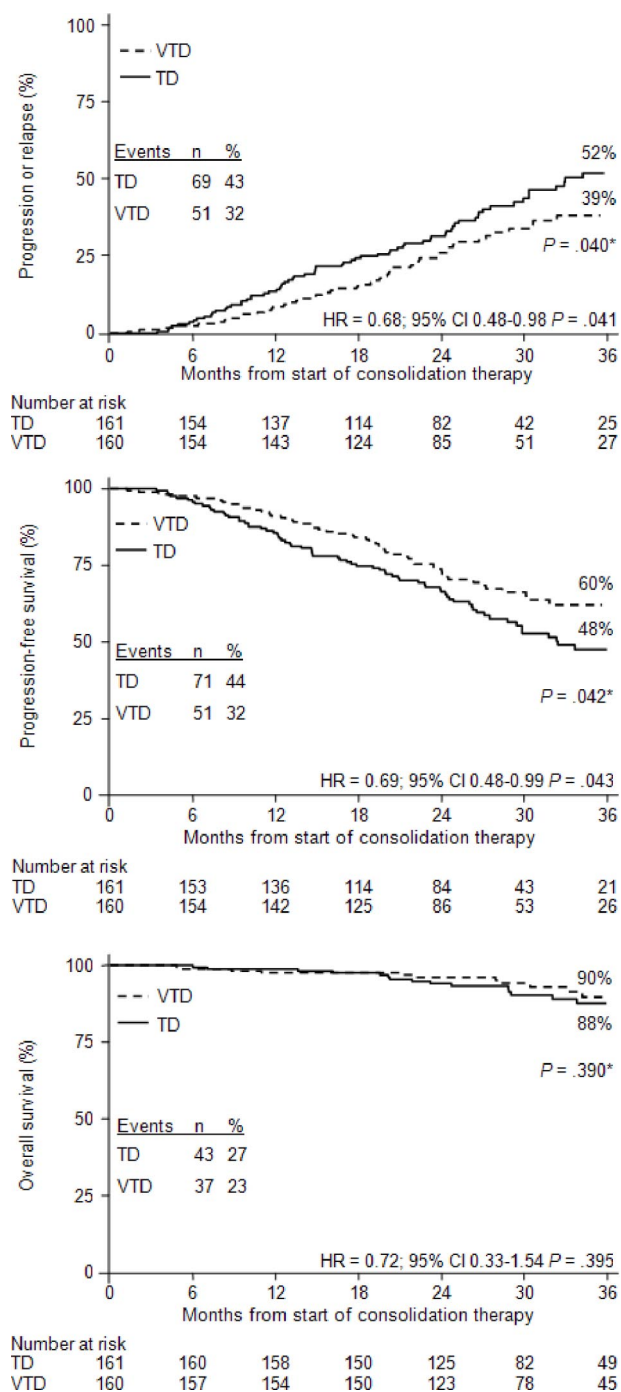 100
VTD
TD
75
Events n %
TD 69 43
VTD 51 32
50
52%
39%
P = .040*
25
HR = 0.68; 95% CI 0.48-0.98 P = .041
0
0 6 12 18 24 30 36
Progression or relapse (%)
Months from start of consolidation therapy
Number at risk
TD 161 154 137 114 82 42 25
VTD 160 154 143 124 85 51 27
100
VTD
TD
75
60%
48%
50
Events n %
TD 71 44
VTD 51 32
P = .042*
25
HR = 0.69; 95% CI 0.48-0.99 P = .043
0
0 6 12 18 24 30 36
Progression-free survival (%)
Months from start of consolidation therapy
Number at risk
TD 161 153 136 114 84 43 21
VTD 160 154 142 125 86 53 26
100
VTD
TD
90%
88%
75
P = .390*
50
Events n %
TD 43 27
VTD 37 23
25
HR = 0.72; 95% CI 0.33-1.54 P = .395
0
0 6 12 18 24 30 36
Overall survival (%)
Months from start of consolidation therapy
Number at risk
TD 161 160 158 150 125 82 49
VTD 160 157 154 150 123 78 45